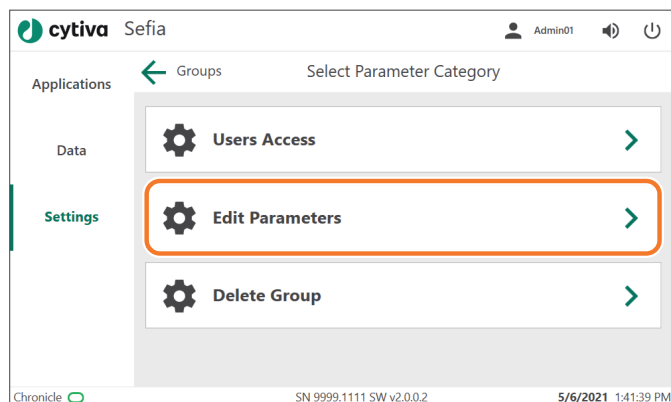 cytiva Sefia Admin01
Applications
Data
Settings
Groups Select Parameter Category
Users Access
Edit Parameters
Delete Group
Chronicle SN 9999.1111 SW v2.0.0.2 5/6/2021 1:41:39 PM